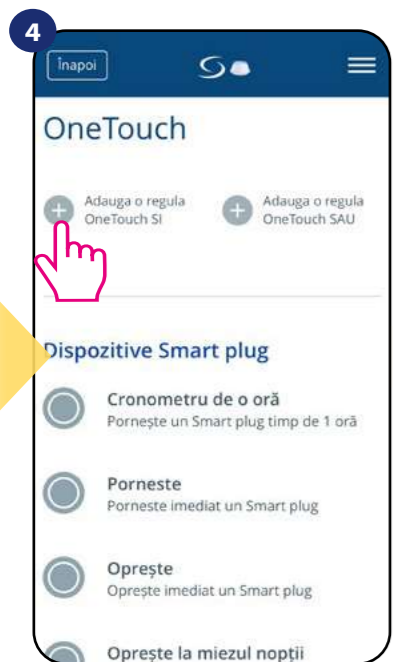 4
Înapoi
OneTouch
Adauga o regula
OneTouch SI
Adauga o regula
OneTouch SAU
Dispozitive Smart plug
Cronometru de o oră
Pornește un Smart plug timp de 1 oră
Porneste
Porneste imediat un Smart plug
Oprește
Oprește imediat un Smart plug
Oprește la miezul nopții